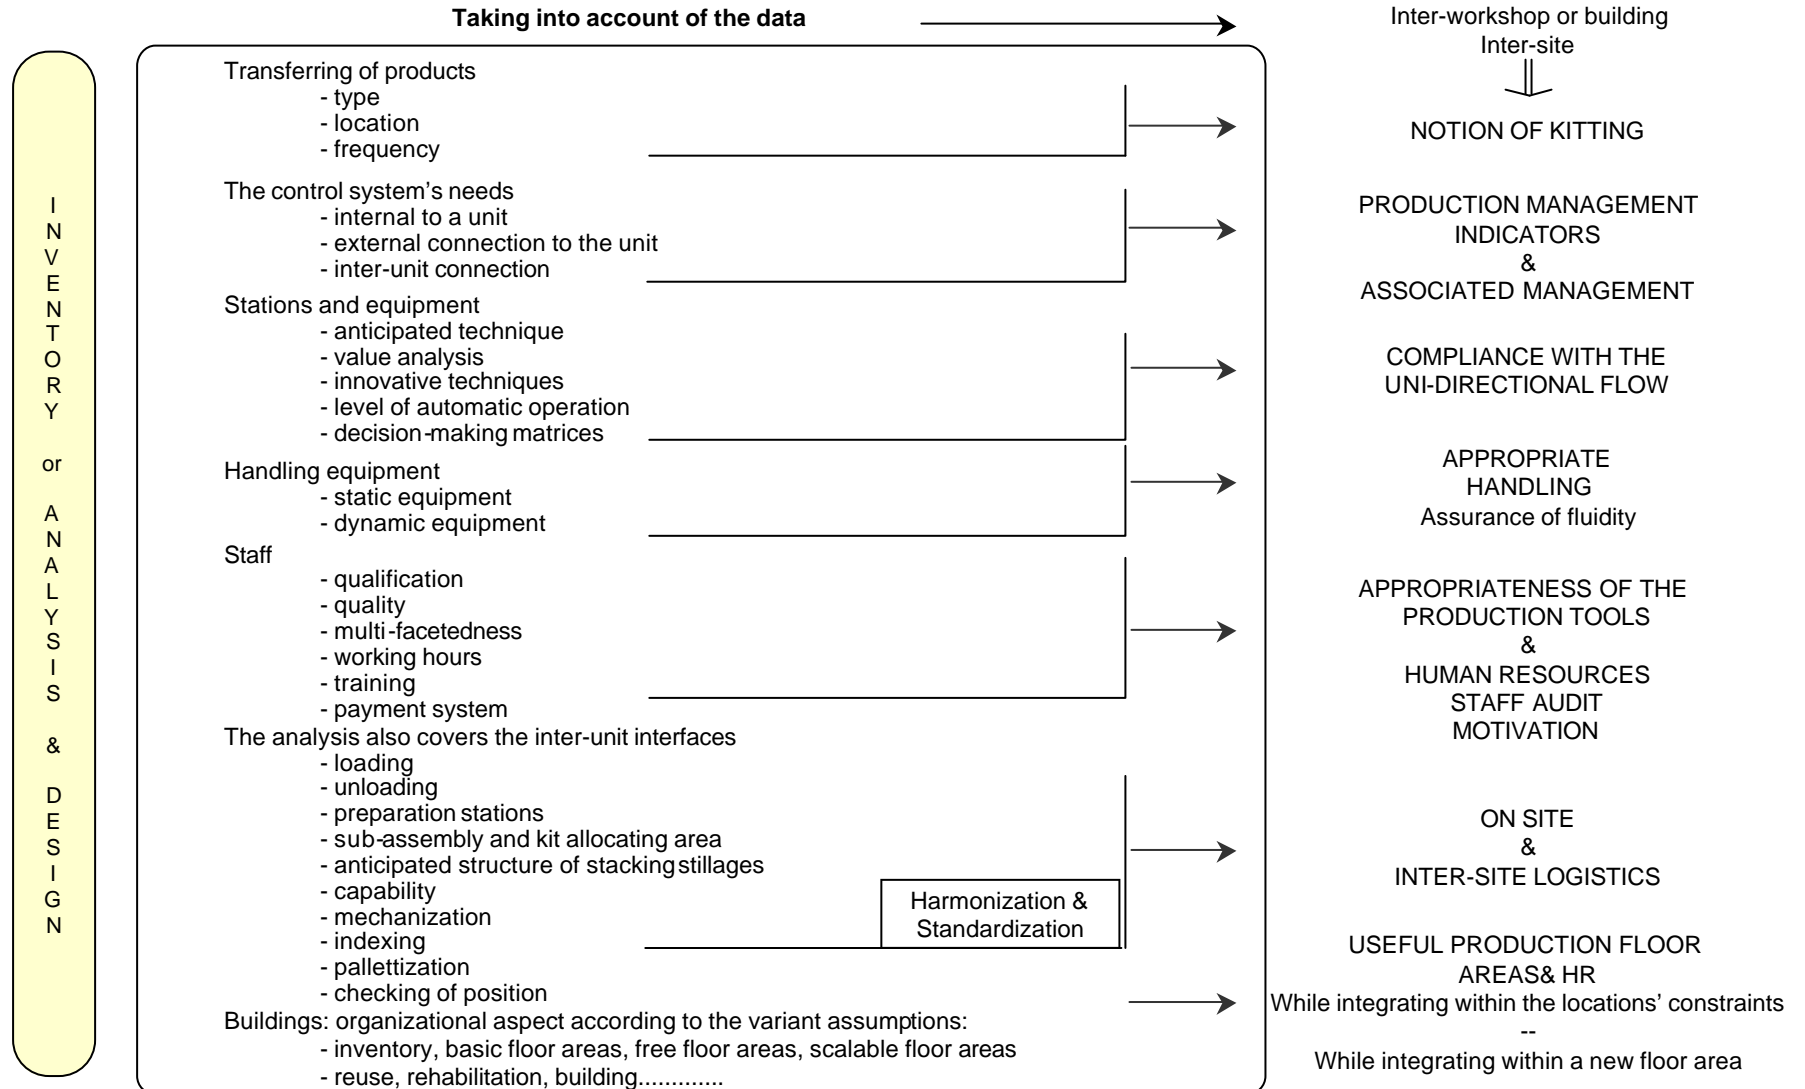 Taking into account of the data
Inter-workshop or building
Inter-site
INVENTORY or ANALYSIS & DESIGN
Transferring of products
- type
- location
- frequency
NOTION OF KITTING
The control system's needs
- internal to a unit
- external connection to the unit
- inter-unit connection
PRODUCTION MANAGEMENT
INDICATORS
&
ASSOCIATED MANAGEMENT
Stations and equipment
- anticipated technique
- value analysis
- innovative techniques
- level of automatic operation
- decision-making matrices
COMPLIANCE WITH THE
UNI-DIRECTIONAL FLOW
Handling equipment
- static equipment
- dynamic equipment
APPROPRIATE
HANDLING
Assurance of fluidity
Staff
- qualification
- quality
- multi-facetedness
- working hours
- training
- payment system
APPROPRIATENESS OF THE
PRODUCTION TOOLS
&
HUMAN RESOURCES
STAFF AUDIT
MOTIVATION
The analysis also covers the inter-unit interfaces
- loading
- unloading
- preparation stations
- sub-assembly and kit allocating area
- anticipated structure of stacking stillages
- capability
- mechanization
- indexing
- pallettization
- checking of position
Harmonization &
Standardization
ON SITE
&
INTER-SITE LOGISTICS
Buildings: organizational aspect according to the variant assumptions:
- inventory, basic floor areas, free floor areas, scalable floor areas
- reuse, rehabilitation, building.............
USEFUL PRODUCTION FLOOR
AREAS& HR
While integrating within the locations' constraints
--
While integrating within a new floor area